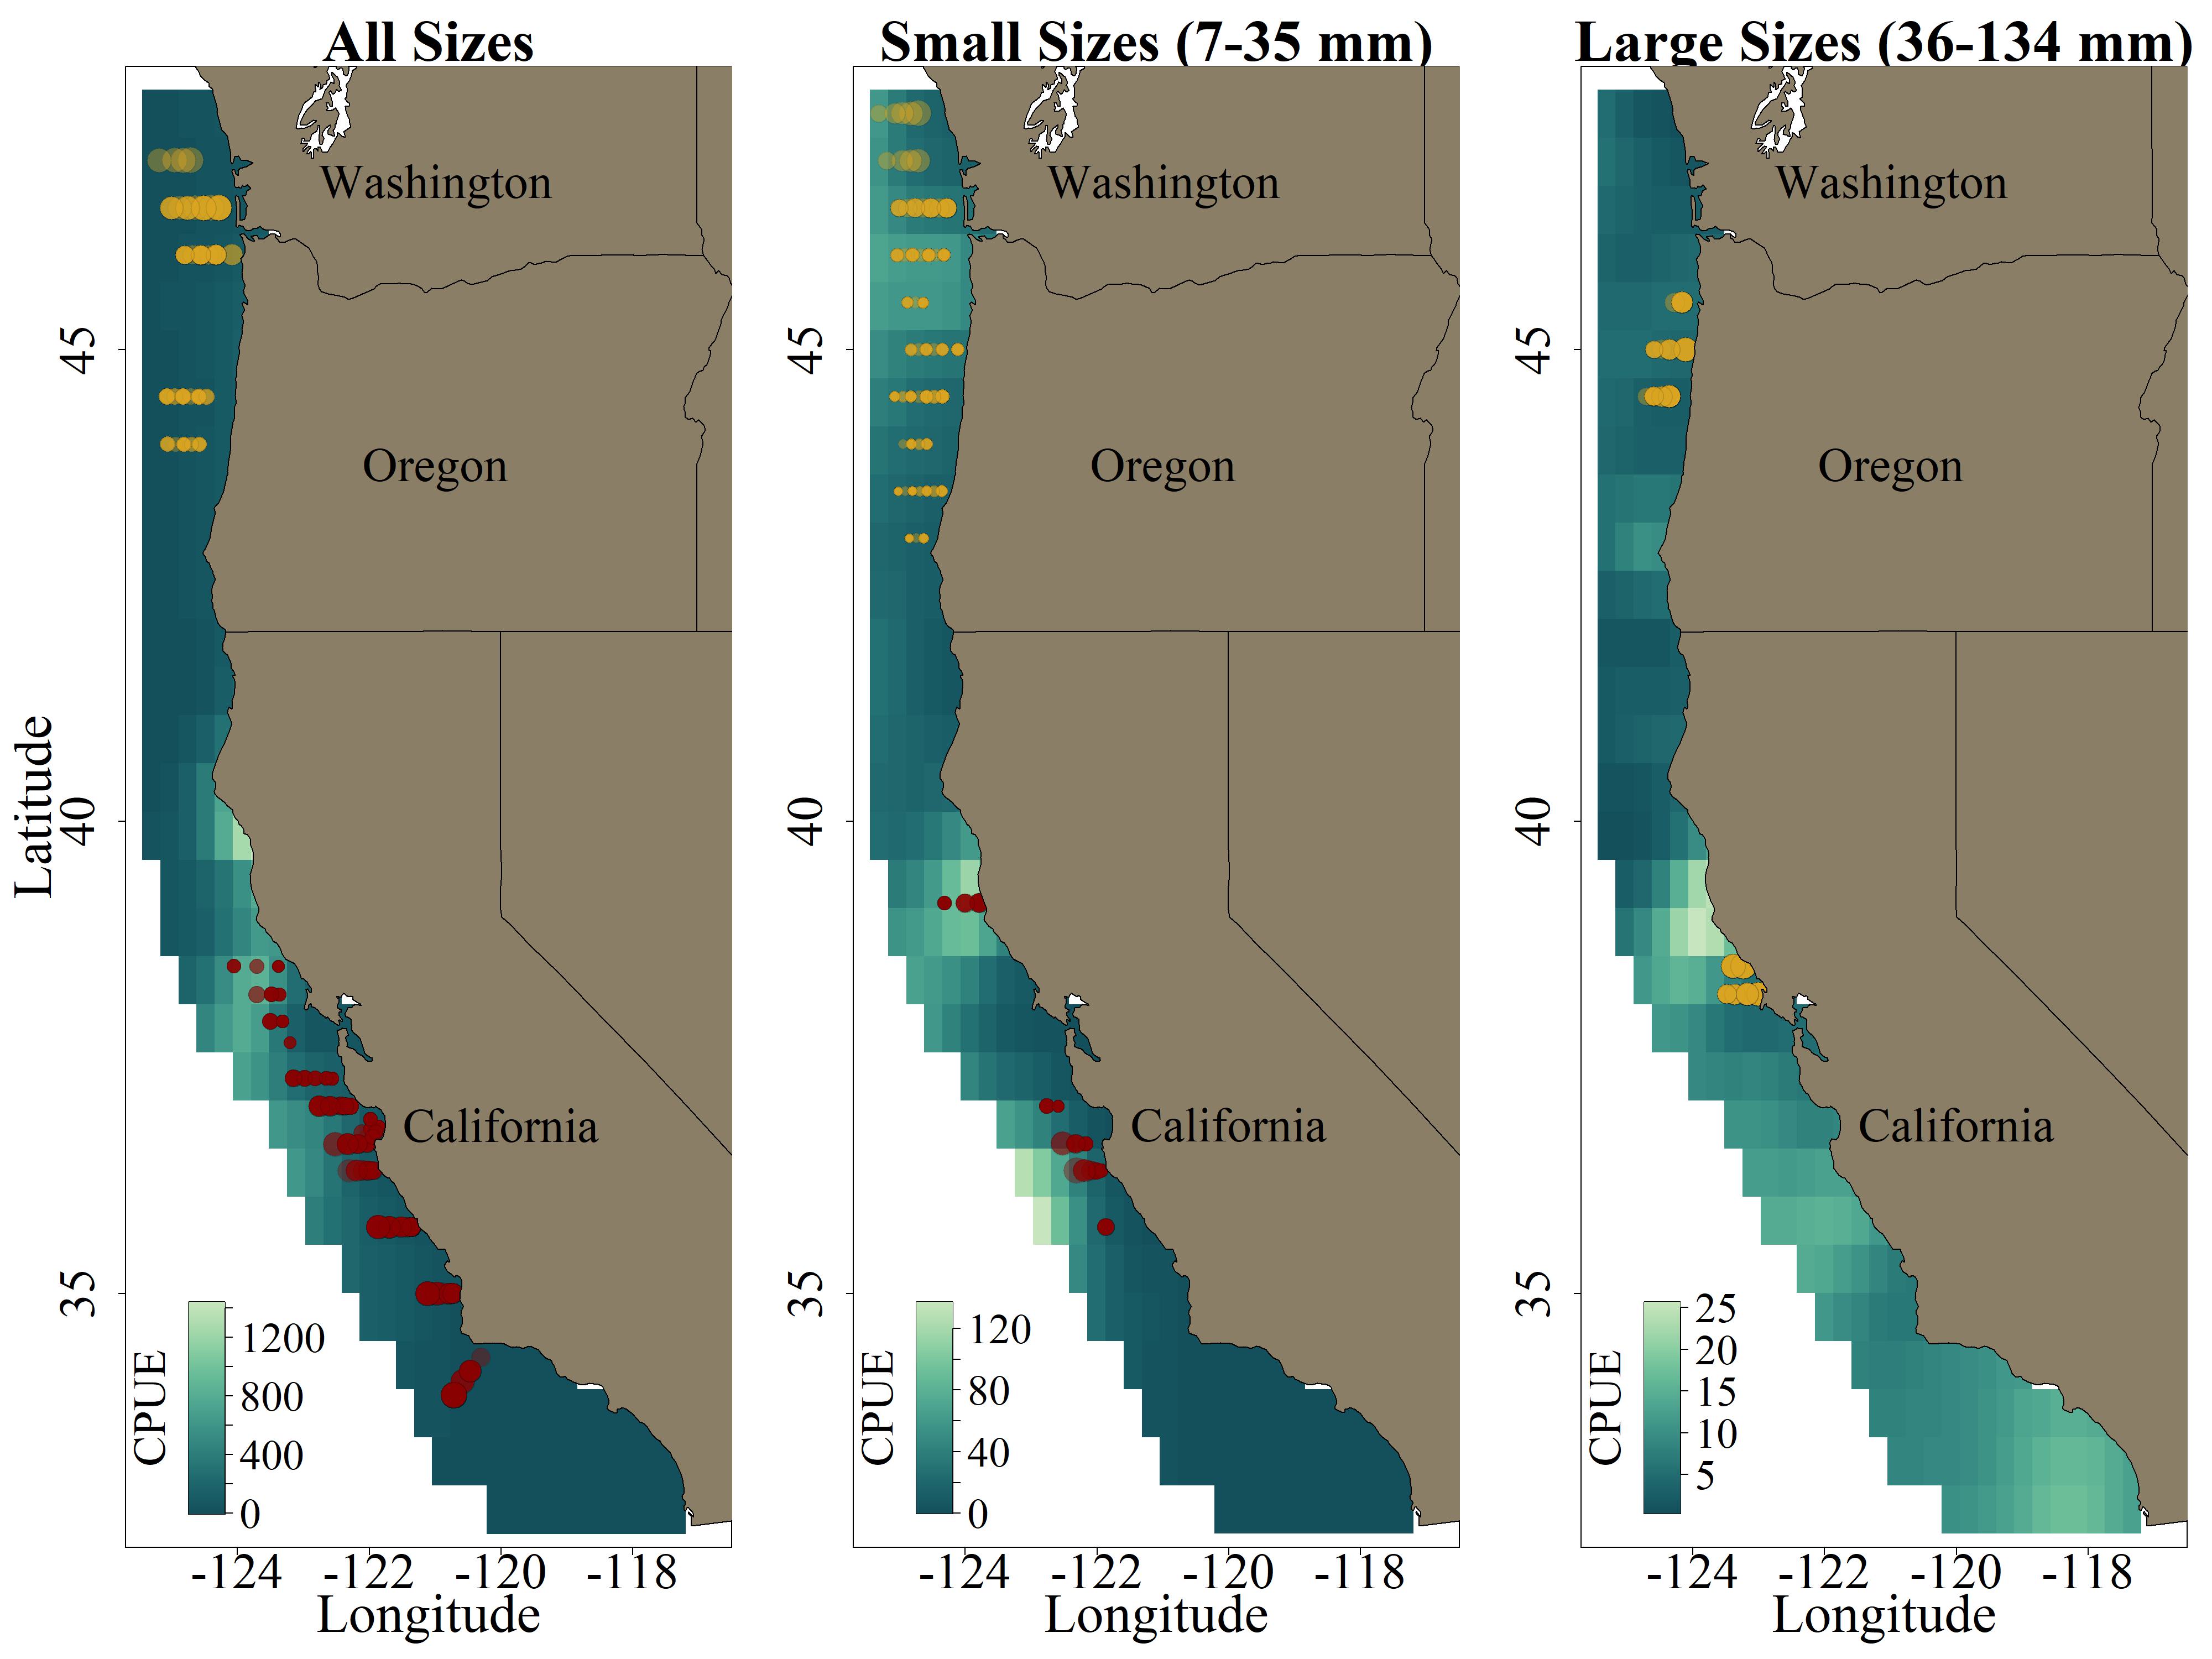 All Sizes
Small Sizes (7-35 mm)
Large Sizes (36-134 mm)
Washington
Oregon
California
45
40
35
Latitude
CPUE
1200
800
400
0
-124
-122
-120
-118
Longitude
Washington
Oregon
California
45
40
35
CPUE
120
80
40
0
-124
-122
-120
-118
Longitude
Washington
Oregon
California
45
40
35
CPUE
25
20
15
10
5
-124
-122
-120
-118
Longitude